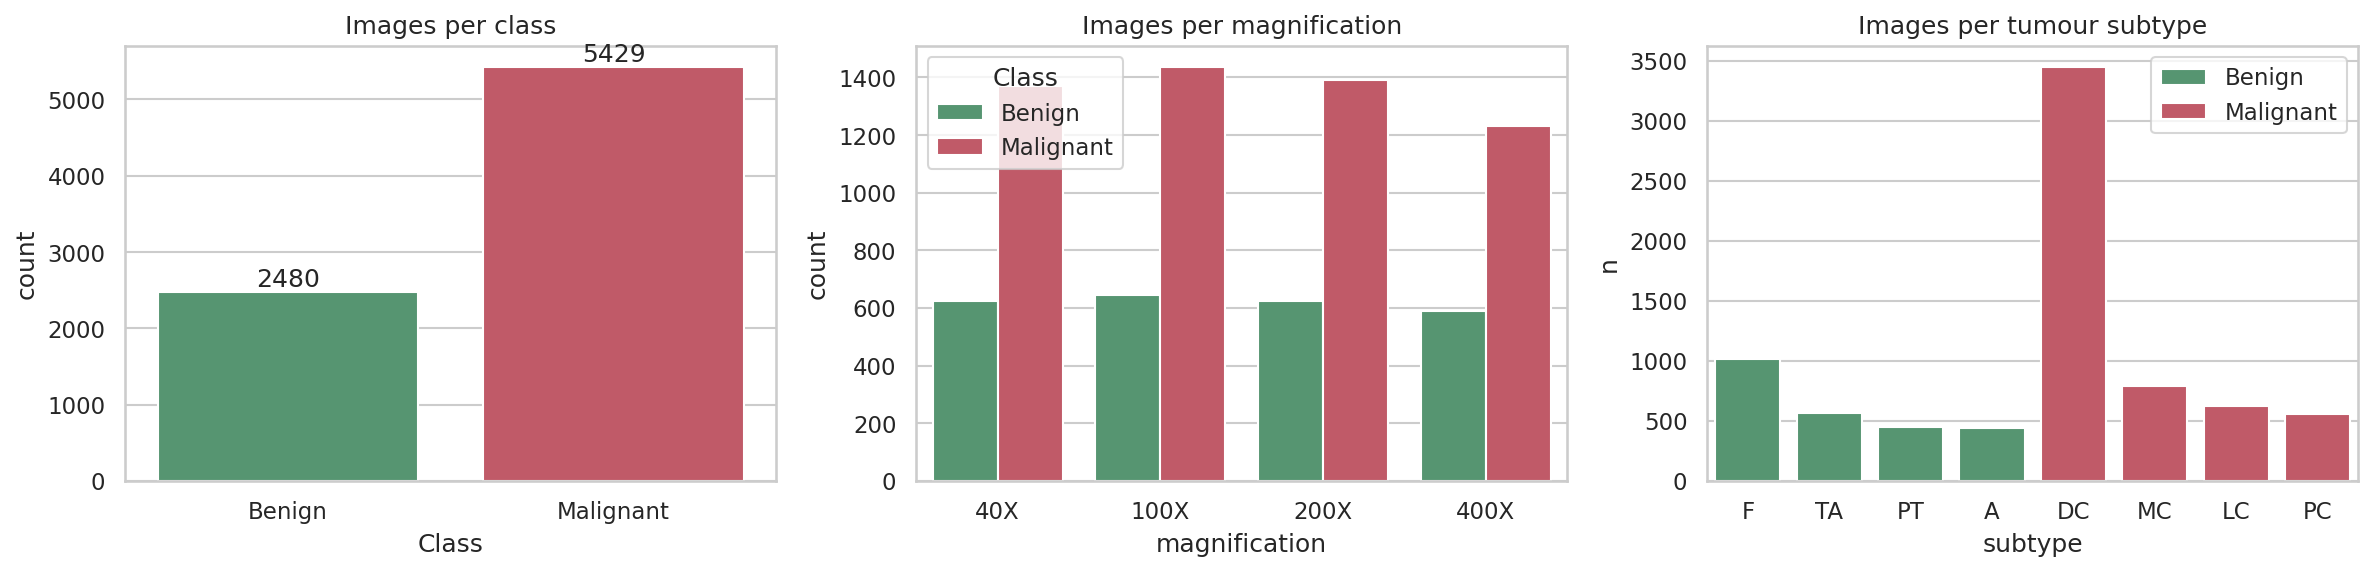 Images per class
5429
2480
5000
4000
3000
2000
1000
0
count
Benign
Malignant
Class
Images per magnification
Class
Benign
Malignant
1400
1200
1000
800
600
400
200
0
count
40X
100X
200X
400X
magnification
Images per tumour subtype
Benign
Malignant
3500
3000
2500
2000
1500
1000
500
0
n
F
TA
PT
A
DC
MC
LC
PC
subtype